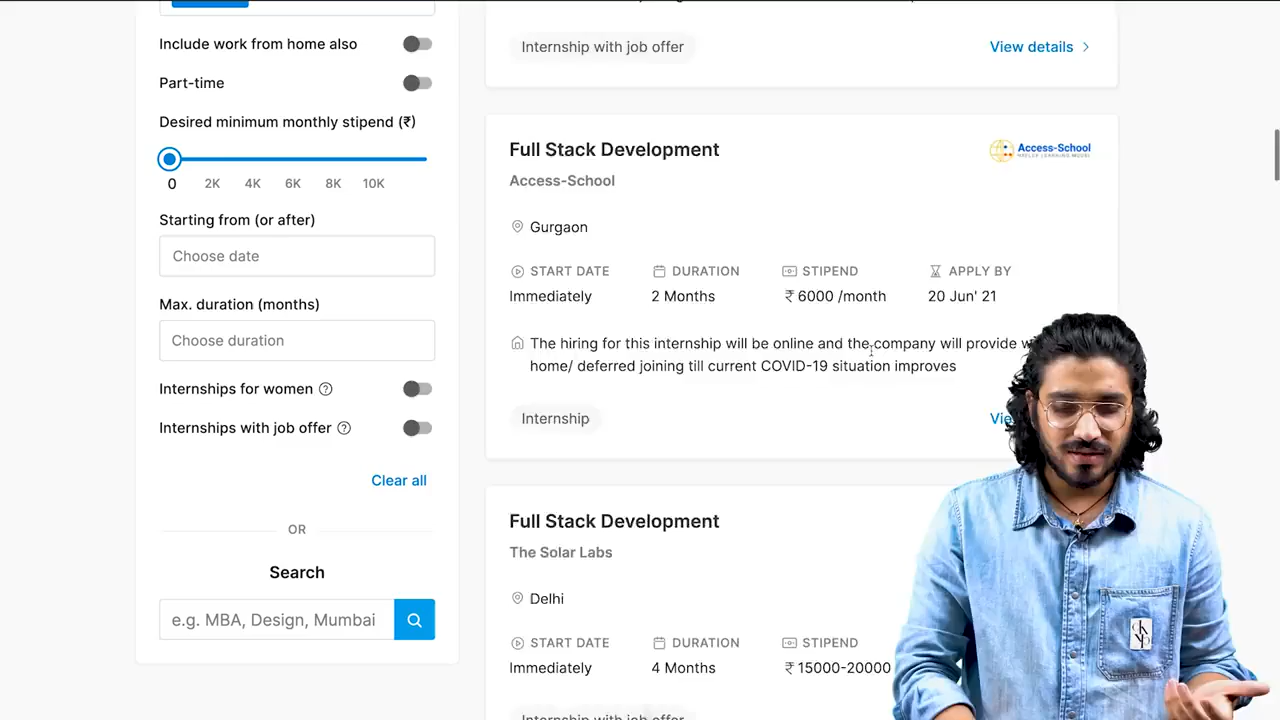 Include work from home also
Part-time
Desired minimum monthly stipend (₹)
0 2K 4K 6K 8K 10K
Starting from (or after)
Choose date
Max. duration (months)
Choose duration
Internships for women
Internships with job offer
Clear all
OR
Search
e.g. MBA, Design, Mumbai
Internship with job offer
View details
Full Stack Development
Access-School
Access-School
Gurgaon
START DATE DURATION STIPEND APPLY BY
Immediately 2 Months ₹ 6000 /month 20 Jun' 21
The hiring for this internship will be online and the company will provide
home/ deferred joining till current COVID-19 situation improves
Internship
Full Stack Development
The Solar Labs
Delhi
START DATE DURATION STIPEND
Immediately 4 Months ₹ 15000-20000
Internship with job offer